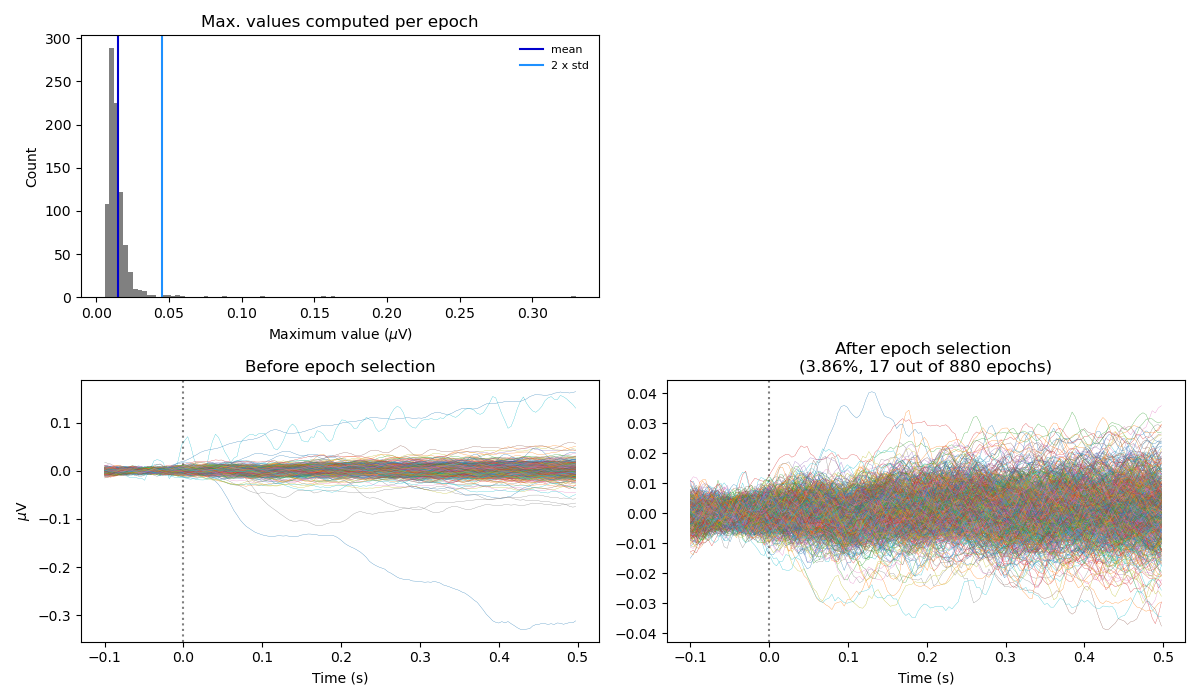 Max. values computed per epoch
300
250
200
150
100
50
0
Count
mean
2 x std
0.00 0.05 0.10 0.15 0.20 0.25 0.30
Maximum value (μV)
Before epoch selection
0.1
0.0
−0.1
−0.2
−0.3
μV
−0.1 0.0 0.1 0.2 0.3 0.4 0.5
Time (s)
After epoch selection
(3.86%, 17 out of 880 epochs)
0.04
0.03
0.02
0.01
0.00
−0.01
−0.02
−0.03
−0.04
−0.1 0.0 0.1 0.2 0.3 0.4 0.5
Time (s)